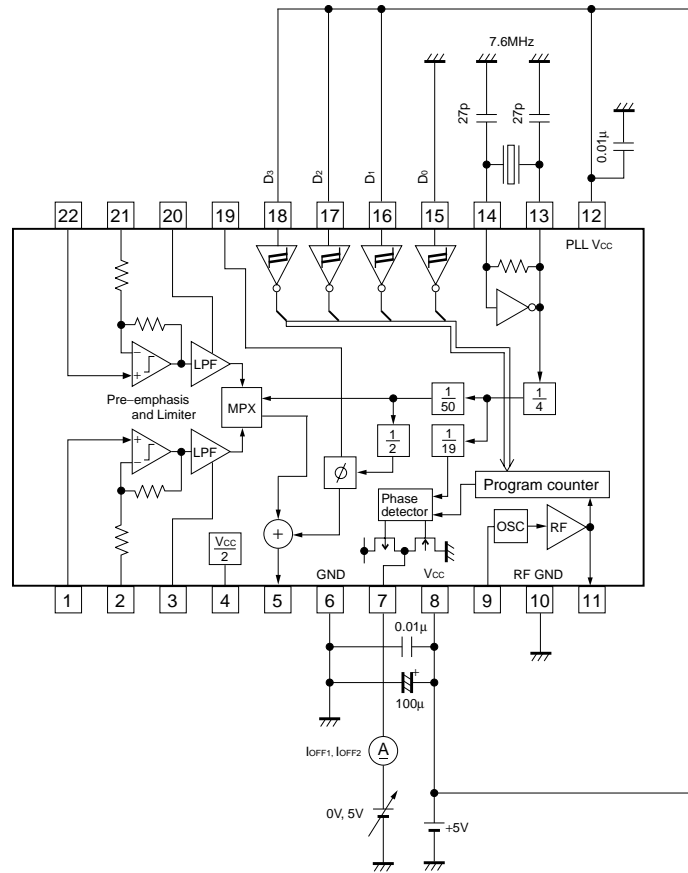 7.6MHz
27p
27p
0.01μ
D3
D2
D1
D0
22
21
20
19
18
17
16
15
14
13
12
PLL Vcc
LPF
Pre−emphasis
and Limiter
MPX
1/50
1/4
1/2
1/19
LPF
ϕ
Program counter
Phase
detector
OSC
RF
+
Vcc/2
GND
Vcc
RF GND
1
2
3
4
5
6
7
8
9
10
11
0.01μ
+
100μ
IOFF1, IOFF2
A
0V, 5V
+5V